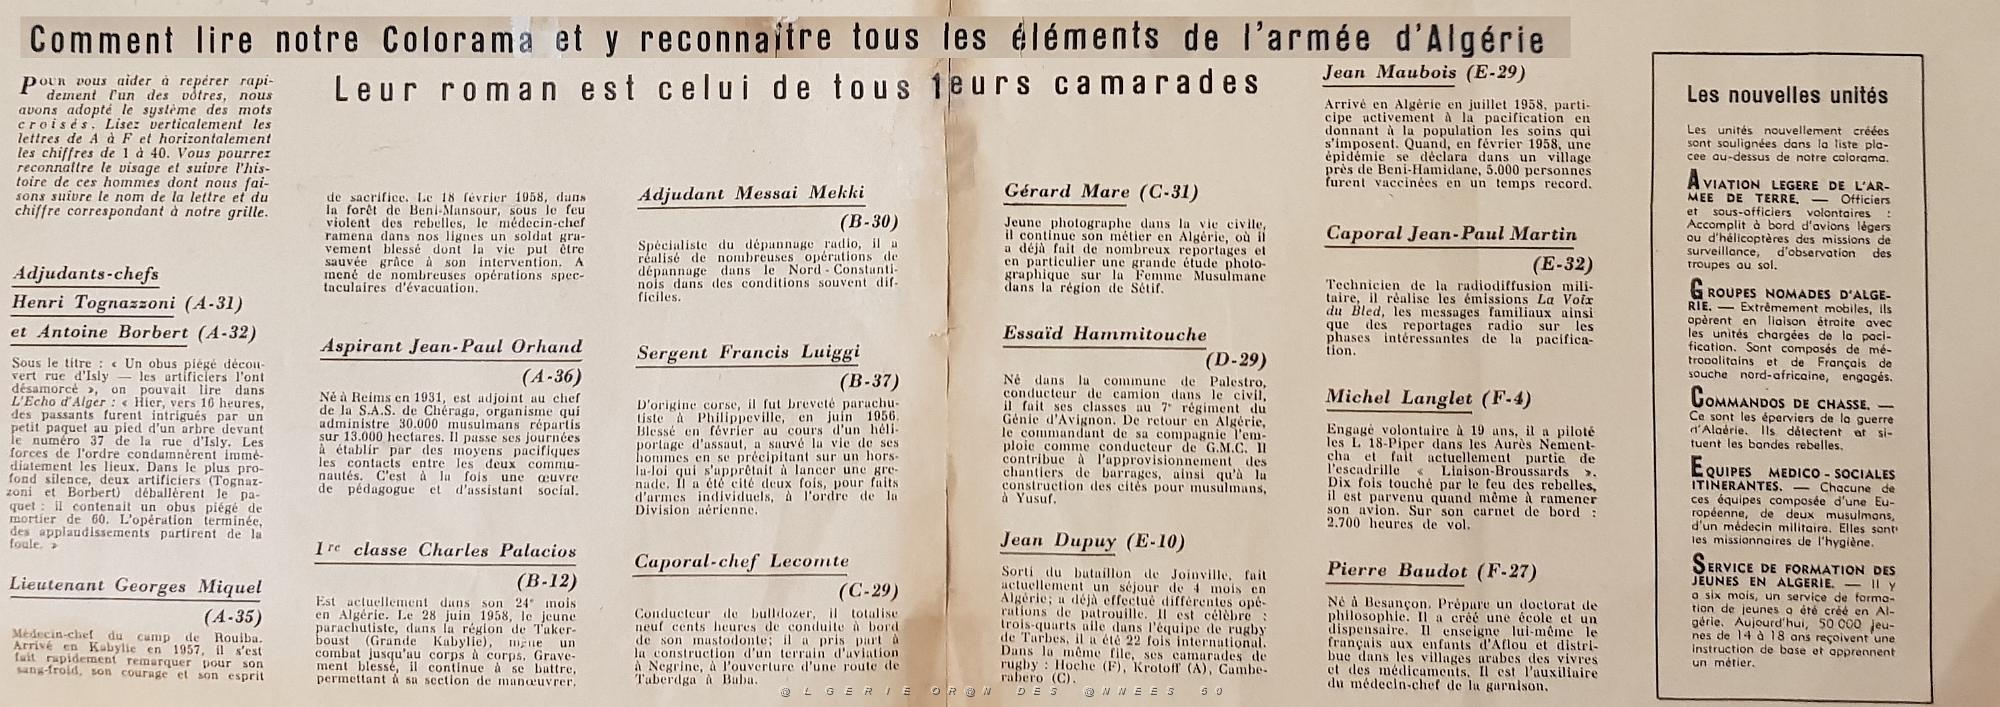 Comment lire notre Colorama et y reconnaître tous les éléments de l'armée d'Algérie
Leur roman est celui de tous leurs camarades
POUR vous aider à repérer rapi-
dement l'un des vôtres, nous
avons adopté le système des mots
croisés. Lisez verticalement les
lettres de A à F et horizontalement
les chiffres de 1 à 40. Vous pourrez
reconnaître le visage et suivre l'his-
toire de ces hommes dont nous fai-
sons suivre le nom de la lettre et du
chiffre correspondant à notre grille.
Adjudants-chefs
Henri Tognazzoni (A-31)
et Antoine Borbert (A-32)
Sous le titre : « Un obus piégé décou-
vert rue d'Isly — les artificiers l'ont
désamorcé », on pouvait lire dans
L'Echo d'Alger : « Hier, vers 16 heures,
des passants furent intrigués par un
petit paquet au pied d'un arbre devant
le numéro 37 de la rue d'Isly. Les
forces de l'ordre condamnèrent immé-
diatement les lieux. Dans le plus pro-
fond silence, deux artificiers (Tognaz-
zoni et Borbert) déballèrent le pa-
quet : il contenait un obus piégé de
mortier de 60. L'opération terminée,
des applaudissements partirent de la
foule. »
Lieutenant Georges Miquel
(A-35)
Médecin-chef du camp de Rouiba.
Arrivé en Kabylie en 1957, il s'est
fait rapidement remarquer pour son
sang-froid, son courage et son esprit
de sacrifice. Le 18 février 1958, dans
la forêt de Beni-Mansour, sous le feu
violent des rebelles, le médecin-chef
ramena dans nos lignes un soldat gra-
vement blessé dont la vie put être
sauvée grâce à son intervention. A
mené de nombreuses opérations spec-
taculaires d'évacuation.
Aspirant Jean-Paul Orhand
(A-36)
Né à Reims en 1931, est adjoint au chef
de la S.A.S. de Chéraga, organisme qui
administre 30.000 musulmans répartis
sur 13.000 hectares. Il passe ses journées
à établir par des moyens pacifiques
les contacts entre les deux commu-
nautés. C'est à la fois une œuvre
de pédagogue et d'assistant social.
1re classe Charles Palacios
(B-12)
Est actuellement dans son 24e mois
en Algérie. Le 28 juin 1958, le jeune
parachutiste, dans la région de Taker-
boust (Grande Kabylie), mène un
combat jusqu'au corps à corps. Grave-
ment blessé, il continue à se battre,
permettant à sa section de manœuvrer.
Adjudant Messai Mekki
(B-30)
Spécialiste du dépannage radio, il a
réalisé de nombreuses opérations de
dépannage dans le Nord-Constanti-
nois dans des conditions souvent dif-
ficiles.
Sergent Francis Luiggi
(B-37)
D'origine corse, il fut breveté parachu-
tiste à Philippeville, en juin 1956.
Blessé en février au cours d'un héli-
portage d'assaut, a sauvé la vie de ses
hommes en se précipitant sur un hors-
la-loi qui s'apprêtait à lancer une gre-
nade. Il a été cité deux fois, pour faits
d'armes individuels, à l'ordre de la
Division aérienne.
Caporal-chef Lecomte
(C-29)
Conducteur de bulldozer, il totalise
neuf cents heures de conduite à bord
de son mastodonte; il a pris part à
la construction d'un terrain d'aviation
à Negrine, à l'ouverture d'une route de
Taberdga à Baba.
Gérard Mare (C-31)
Jeune photographe dans la vie civile,
il continue son métier en Algérie, où il
a déjà fait de nombreux reportages et
en particulier une grande étude photo-
graphique sur la Femme Musulmane
dans la région de Sétif.
Essaïd Hammitouche
(D-29)
Né dans la commune de Palestro,
conducteur de camion dans le civil,
il fait ses classes au 7e régiment du
Génie d'Avignon. De retour en Algérie,
le commandant de sa compagnie l'em-
ploie comme conducteur de G.M.C. Il
contribue à l'approvisionnement des
chantiers de barrages, ainsi qu'à la
construction des cités pour musulmans,
à Yusuf.
Jean Dupuy (E-10)
Sorti du bataillon de Joinville, fait
actuellement un séjour de 4 mois en
Algérie; a déjà effectué différentes opé-
rations de patrouille. Il est célèbre :
trois-quarts aile dans l'équipe de rugby
de Tarbes, il a été 22 fois international.
Dans la même file, ses camarades de
rugby : Hoche (F), Krotoff (A), Cambe-
rabero (C).
Jean Maubois (E-29)
Arrivé en Algérie en juillet 1958, parti-
cipe activement à la pacification en
donnant à la population les soins qui
s'imposent. Quand, en février 1958, une
épidémie se déclara dans un village
près de Beni-Hamidane, 5.000 personnes
furent vaccinées en un temps record.
Caporal Jean-Paul Martin
(E-32)
Technicien de la radiodiffusion mili-
taire, il réalise les émissions La Voix
du Bled, les messages familiaux ainsi
que des reportages radio sur les
phases intéressantes de la pacifica-
tion.
Michel Langlet (F-4)
Engagé volontaire à 19 ans, il a piloté
les L 18-Piper dans les Aurès Nement-
cha et fait actuellement partie de
l'escadrille « Liaison-Broussards ».
Dix fois touché par le feu des rebelles,
il est parvenu quand même à ramener
son avion. Sur son carnet de bord :
2.700 heures de vol.
Pierre Baudot (F-27)
Né à Besançon. Prépare un doctorat de
philosophie. Il a créé une école et un
dispensaire. Il enseigne lui-même le
français aux enfants d'Aflou et distri-
bue dans les villages arabes des vivres
et des médicaments. Il est l'auxiliaire
du médecin-chef de la garnison.
Les nouvelles unités
Les unités nouvellement créées
sont soulignées dans la liste pla-
cée au-dessus de notre colorama.
AVIATION LEGERE DE L'AR-
MEE DE TERRE. — Officiers
et sous-officiers volontaires :
Accomplit à bord d'avions légers
ou d'hélicoptères des missions de
surveillance, d'observation des
troupes au sol.
GROUPES NOMADES D'ALGE-
RIE. — Extrêmement mobiles, ils
opèrent en liaison étroite avec
les unités chargées de la paci-
fication. Sont composés de mé-
tropolitains et de Français de
souche nord-africaine, engagés.
COMMANDOS DE CHASSE. —
Ce sont les éperviers de la guerre
d'Algérie. Ils détectent et si-
tuent les bandes rebelles.
EQUIPES MEDICO-SOCIALES
ITINERANTES. — Chacune de
ces équipes composée d'une Eu-
ropéenne, de deux musulmans,
d'un médecin militaire. Elles sont
les missionnaires de l'hygiène.
SERVICE DE FORMATION DES
JEUNES EN ALGERIE. — Il y
a six mois, un service de forma-
tion de jeunes a été créé en Al-
gérie. Aujourd'hui, 50 000 jeu-
nes de 14 à 18 ans reçoivent une
instruction de base et apprennent
un métier.
@LGERIE OR@N DES @NNEES 50